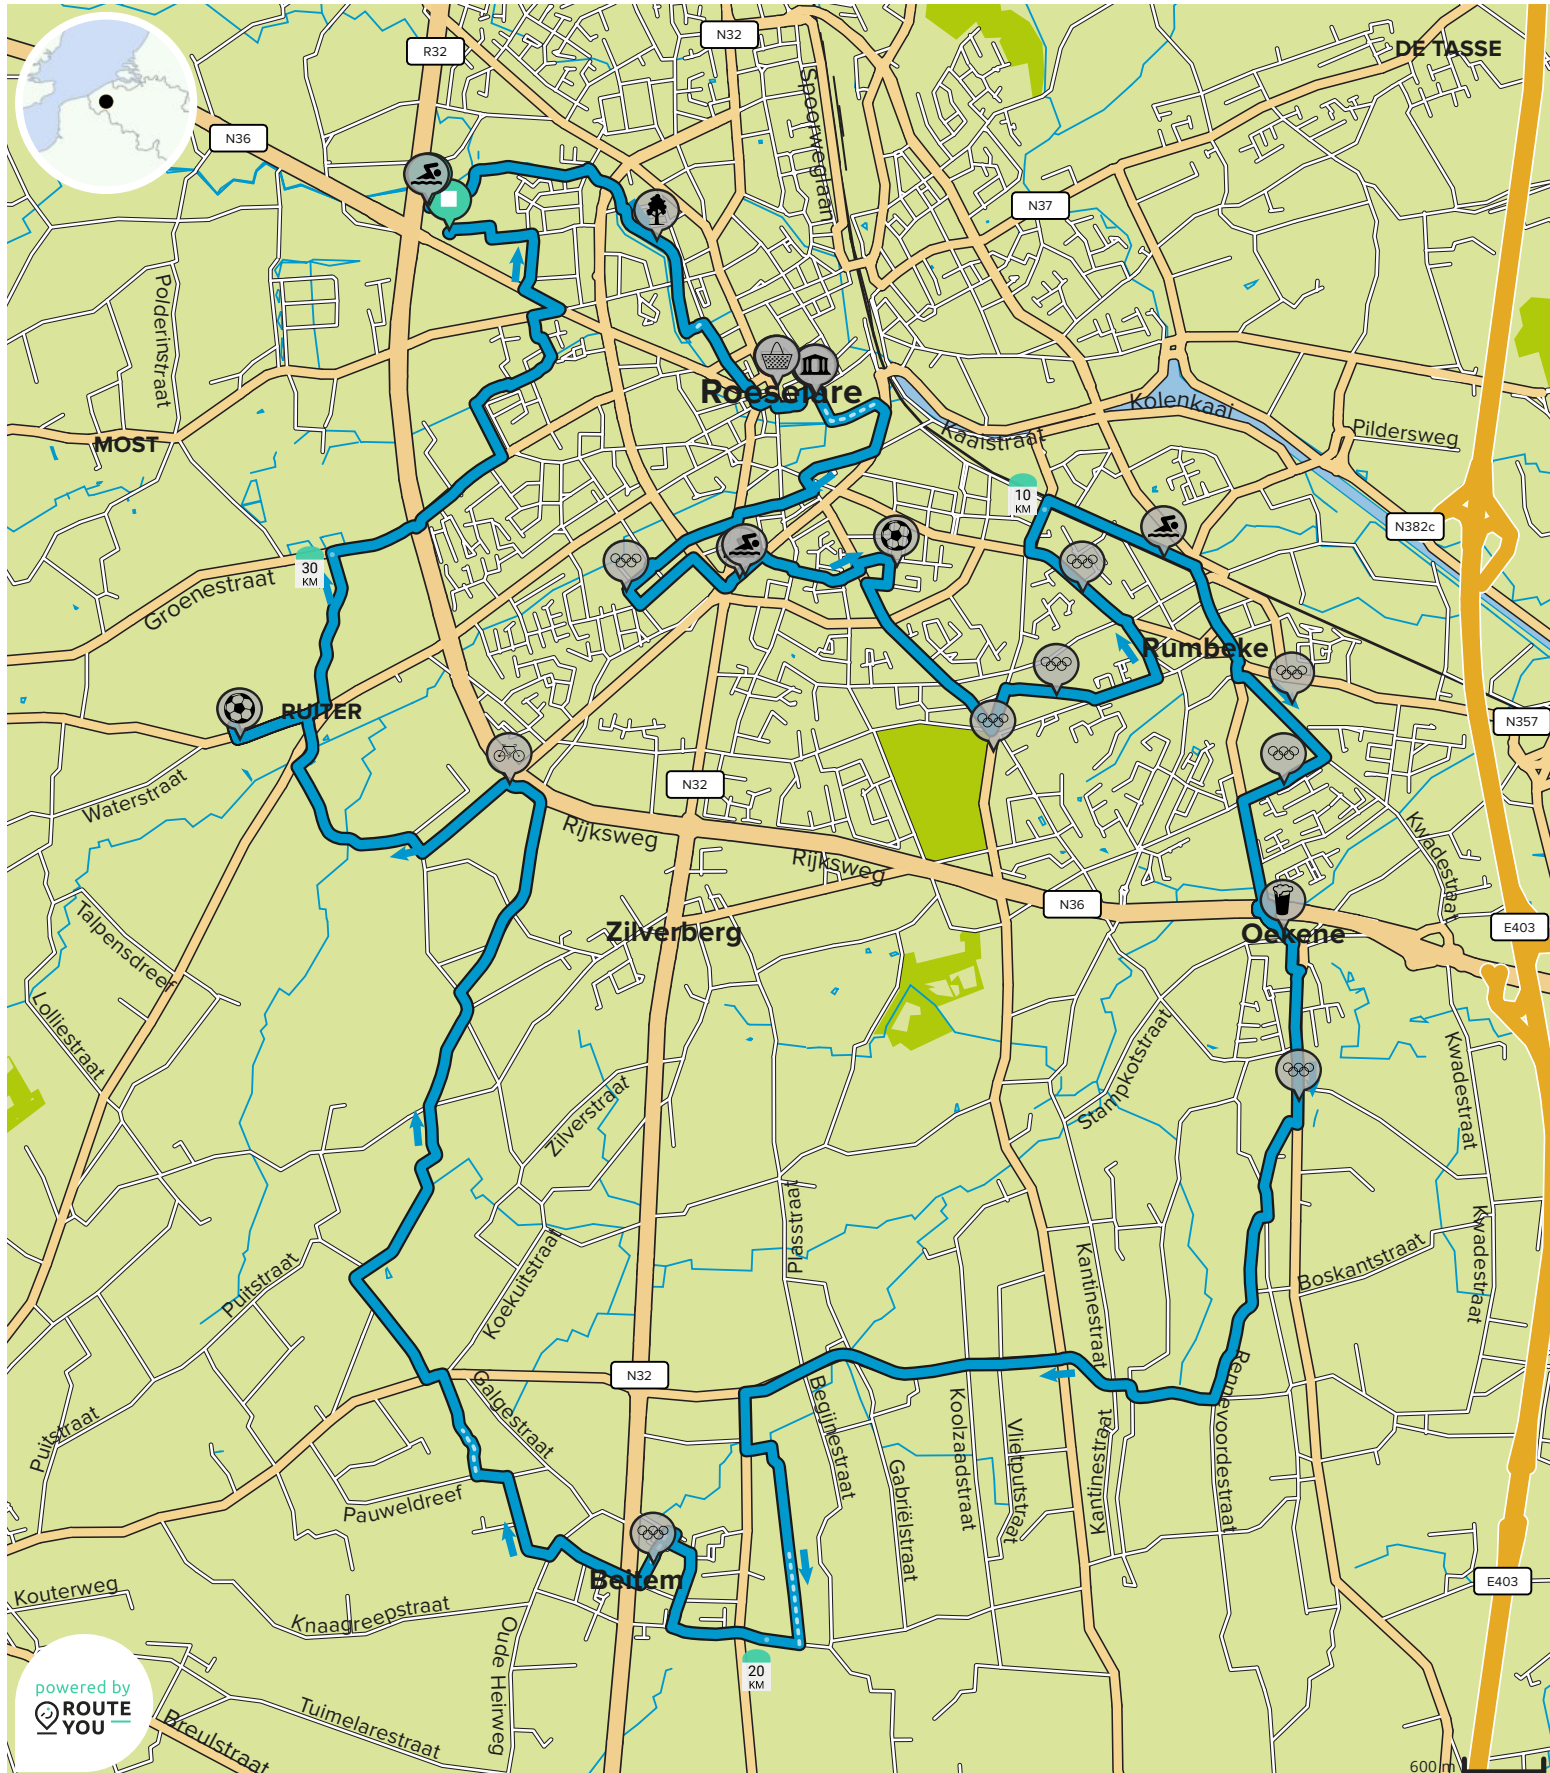 N32
DE TASSE
R32
Spoorweglaan
N36
N37
Polderinstraat
Roeselare
Kolenkaai
Kaaistraat
Pildersweg
MOST
10
KM
N382c
30
KM
Groenestraat
Rumbeke
RUITER
N357
Waterstraat
N32
Rijksweg
Rijksweg
Kwadestraat
N36
Talpensdreef
Zilverberg
Oekene
E403
Lolliestraat
Stampkotstraat
Kwadestraat
Zilverstraat
Plasstraat
Kwadestraat
Puitstraat
Koekuitstraat
Kantinestraat
Boskantstraat
N32
Galgestraat
Begijnestraat
Koolzaadstraat
Vlietputstraat
Kantinestraat
Rennevoordestraat
Puitstraat
Gabriëlstraat
Pauweldreef
Beitem
E403
Kouterweg
Knaagreepstraat
Oude Heirweg
20
KM
powered by
ROUTE
YOU
Tuimelarestraat
Breulstraat
600 m